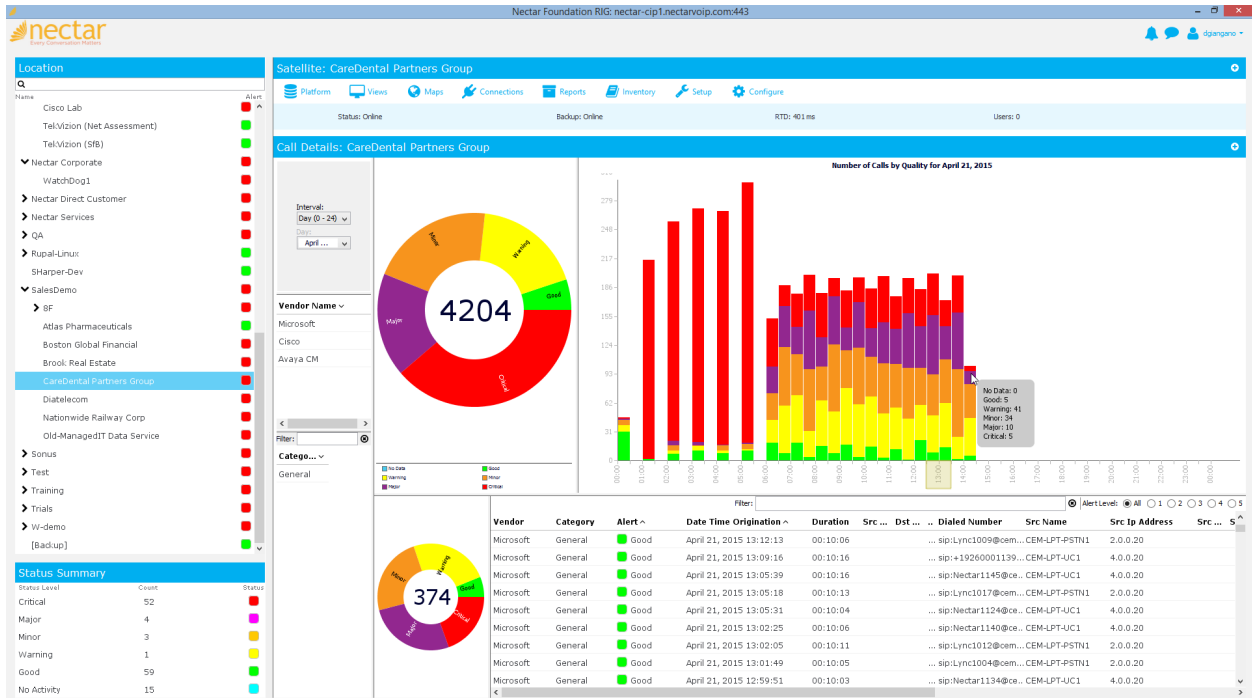 Nectar Foundation RIG: nectar-cip1.nectarvoip.com:443
nectar
Every Conversation Matters
dgiangano
Location
Name Alert
Cisco Lab
Tekvizion (Net Assessment)
Tekvizion (SfB)
Nectar Corporate
WatchDog1
Nectar Direct Customer
Nectar Services
QA
Rupal-Linux
SHarper-Dev
SalesDemo
8F
Atlas Pharmaceuticals
Boston Global Financial
Brook Real Estate
CareDental Partners Group
Diatelecom
Nationwide Railway Corp
Old-ManagedIT Data Service
Sonus
Test
Training
Trials
W-demo
[Backup]
Status Summary
Status Level Count Status
Critical 52
Major 4
Minor 3
Warning 1
Good 59
No Activity 15
Satellite: CareDental Partners Group
Platform Views Maps Connections Reports Inventory Setup Configure
Status: Online Backup: Online RTD: 401 ms Users: 0
Call Details: CareDental Partners Group
Interval:
Day (0 - 24)
Day:
April ...
Vendor Name
Microsoft
Cisco
Avaya CM
Filter:
Catego...
General
Minor
Warning
Good
Major
Critical
4204
No Data Good
Warning Minor
Major Critical
Number of Calls by Quality for April 21, 2015
279
248
217
186
155
124
93
62
31
0
00:00 01:00 02:00 03:00 04:00 05:00 06:00 07:00 08:00 09:00 10:00 11:00 12:00 13:00 14:00 15:00 16:00 17:00 18:00 19:00 20:00 21:00 22:00 23:00 00:00
No Data: 0
Good: 5
Warning: 41
Minor: 34
Major: 10
Critical: 5
Minor
Warning
Good
Major
Critical
374
Filter: Alert Level: All 1 2 3 4 5
Vendor Category Alert Date Time Origination Duration Src ... Dst ... .. Dialed Number Src Name Src Ip Address Src ... S
Microsoft General Good April 21, 2015 13:12:13 00:10:06 ... sip:Lync1009@cem... CEM-LPT-PSTN1 2.0.0.20
Microsoft General Good April 21, 2015 13:09:16 00:10:16 ... sip:+19260001139... CEM-LPT-UC1 4.0.0.20
Microsoft General Good April 21, 2015 13:05:39 00:10:16 ... sip:Nectar1145@ce.. CEM-LPT-UC1 4.0.0.20
Microsoft General Good April 21, 2015 13:05:18 00:10:13 ... sip:Lync1017@cem... CEM-LPT-PSTN1 2.0.0.20
Microsoft General Good April 21, 2015 13:05:31 00:10:04 ... sip:Nectar1124@ce.. CEM-LPT-UC1 4.0.0.20
Microsoft General Good April 21, 2015 13:02:25 00:10:06 ... sip:Nectar1140@ce.. CEM-LPT-UC1 4.0.0.20
Microsoft General Good April 21, 2015 13:02:05 00:10:11 ... sip:Lync1012@cem... CEM-LPT-PSTN1 2.0.0.20
Microsoft General Good April 21, 2015 13:01:49 00:10:05 ... sip:Lync1004@cem... CEM-LPT-PSTN1 2.0.0.20
Microsoft General Good April 21, 2015 12:59:51 00:10:03 ... sip:Nectar1134@ce.. CEM-LPT-UC1 4.0.0.20